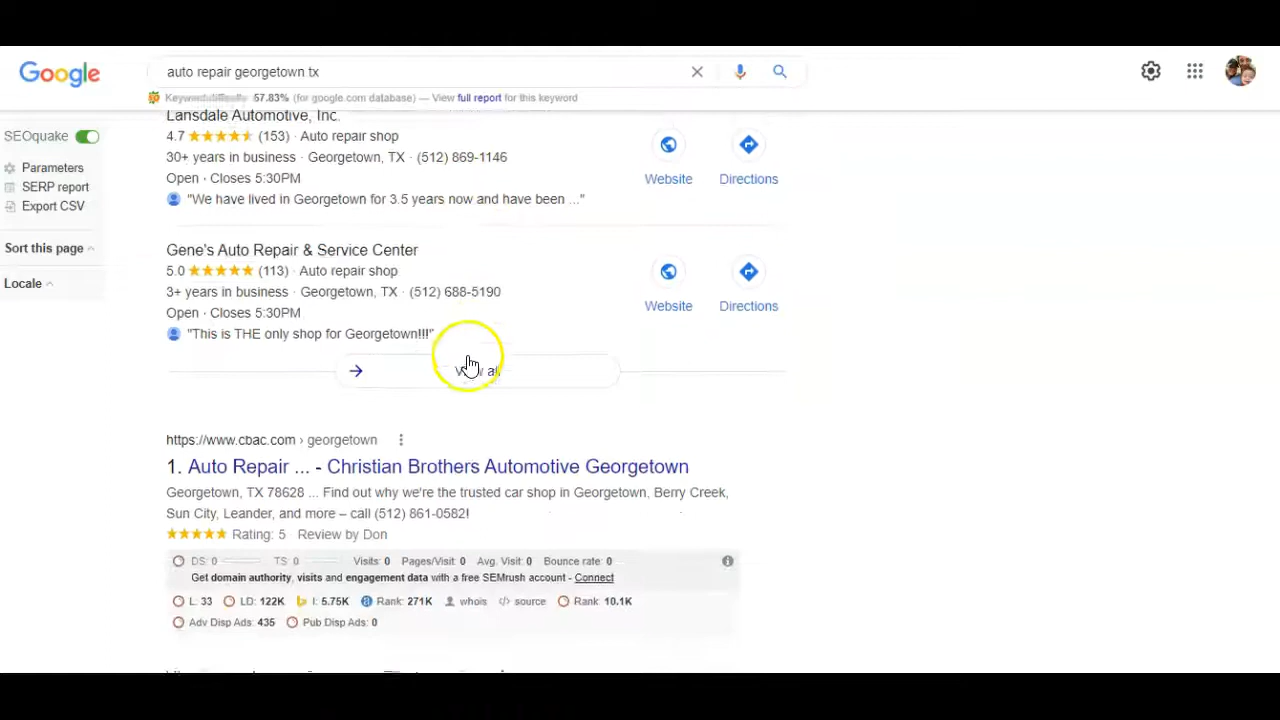 Google
auto repair georgetown tx
57.83% (for google.com database) — View full report for this keyword
SEOquake
Parameters
SERP report
Export CSV
Sort this page
Locale
Lansdale Automotive, Inc.
4.7 (153) · Auto repair shop
30+ years in business · Georgetown, TX · (512) 869-1146
Open · Closes 5:30PM
"We have lived in Georgetown for 3.5 years now and have been ..."
Website
Directions
Gene's Auto Repair & Service Center
5.0 (113) · Auto repair shop
3+ years in business · Georgetown, TX · (512) 688-5190
Open · Closes 5:30PM
"This is THE only shop for Georgetown!!!"
Website
Directions
View all
https://www.cbac.com › georgetown
1. Auto Repair ... - Christian Brothers Automotive Georgetown
Georgetown, TX 78628 ... Find out why we're the trusted car shop in Georgetown, Berry Creek,
Sun City, Leander, and more – call (512) 861-0582!
Rating: 5 Review by Don
DS: 0 TS: 0 Visits: 0 Pages/Visit: 0 Avg. Visit: 0 Bounce rate: 0
Get domain authority, visits and engagement data with a free SEMrush account - Connect
L: 33 LD: 122K I: 5.75K Rank: 271K whois source Rank: 10.1K
Adv Disp Ads: 435 Pub Disp Ads: 0